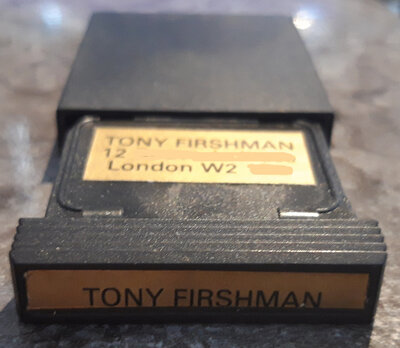 TONY FIRSHMAN
12
London W2
TONY FIRSHMAN